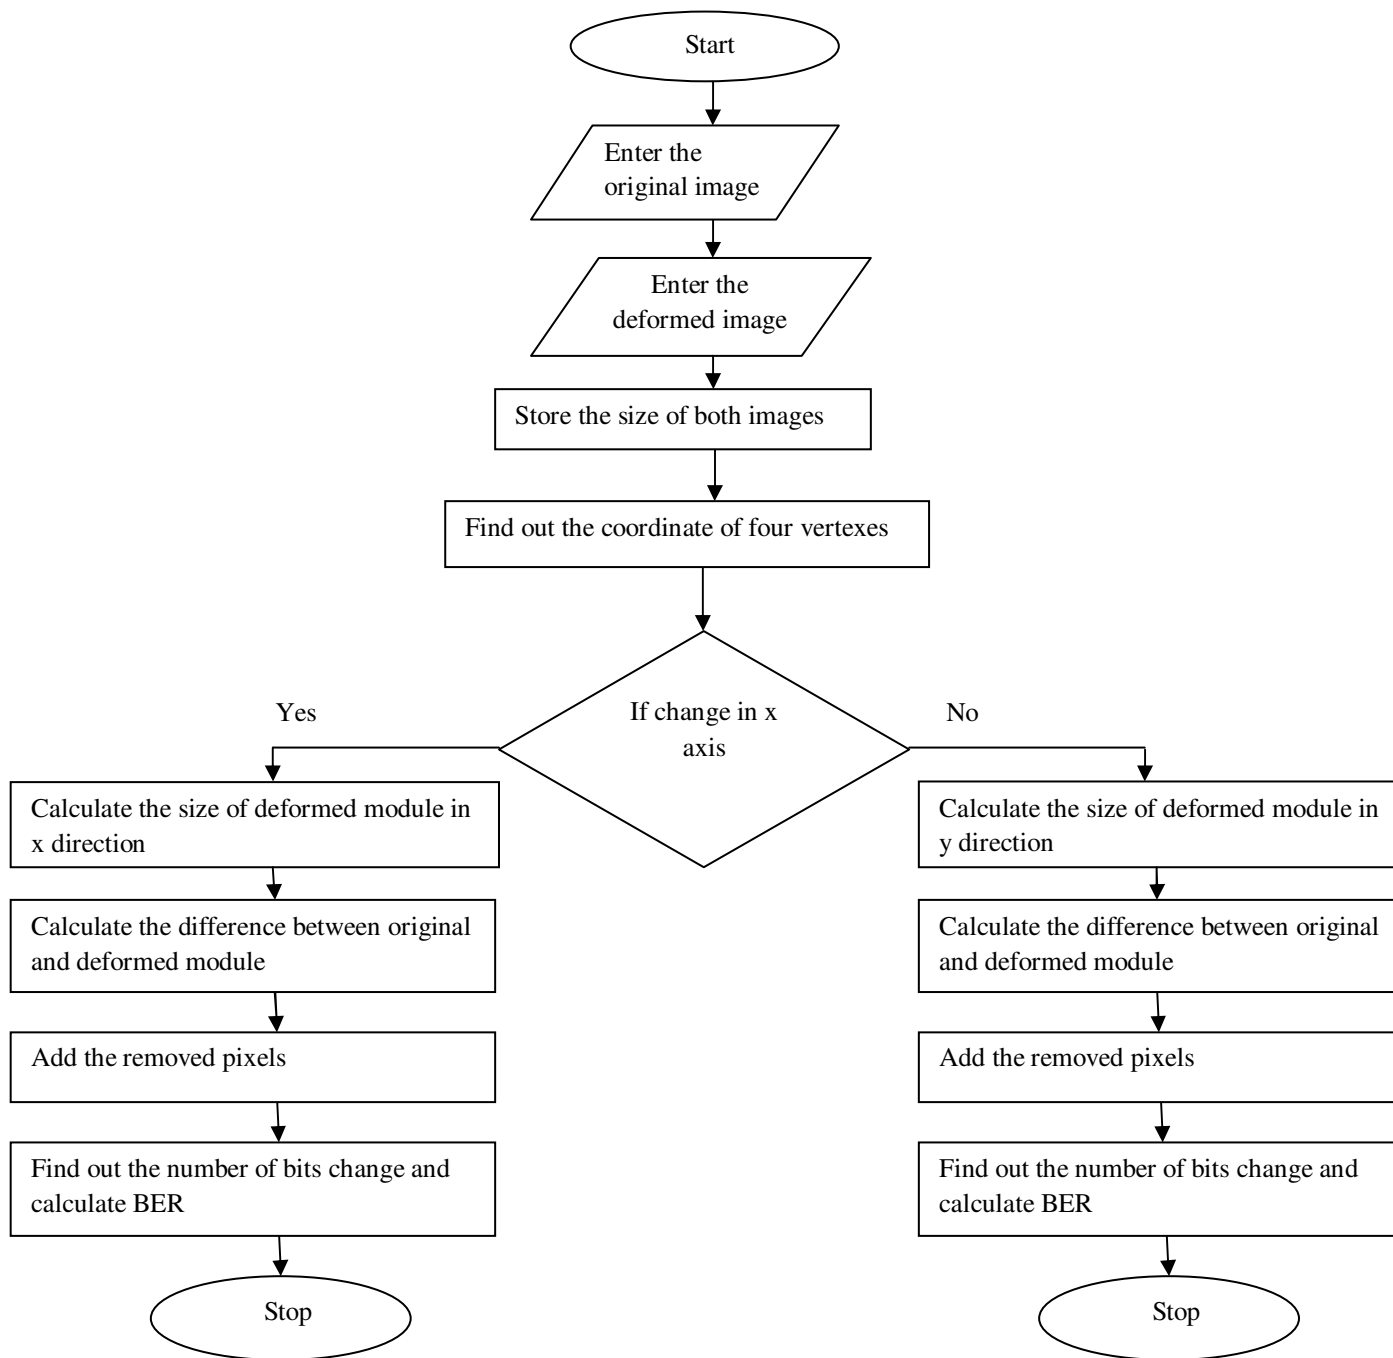 Start
Enter the
original image
Enter the
deformed image
Store the size of both images
Find out the coordinate of four vertexes
If change in x
axis
Yes
No
Calculate the size of deformed module in
x direction
Calculate the difference between original
and deformed module
Add the removed pixels
Find out the number of bits change and
calculate BER
Stop
Calculate the size of deformed module in
y direction
Calculate the difference between original
and deformed module
Add the removed pixels
Find out the number of bits change and
calculate BER
Stop